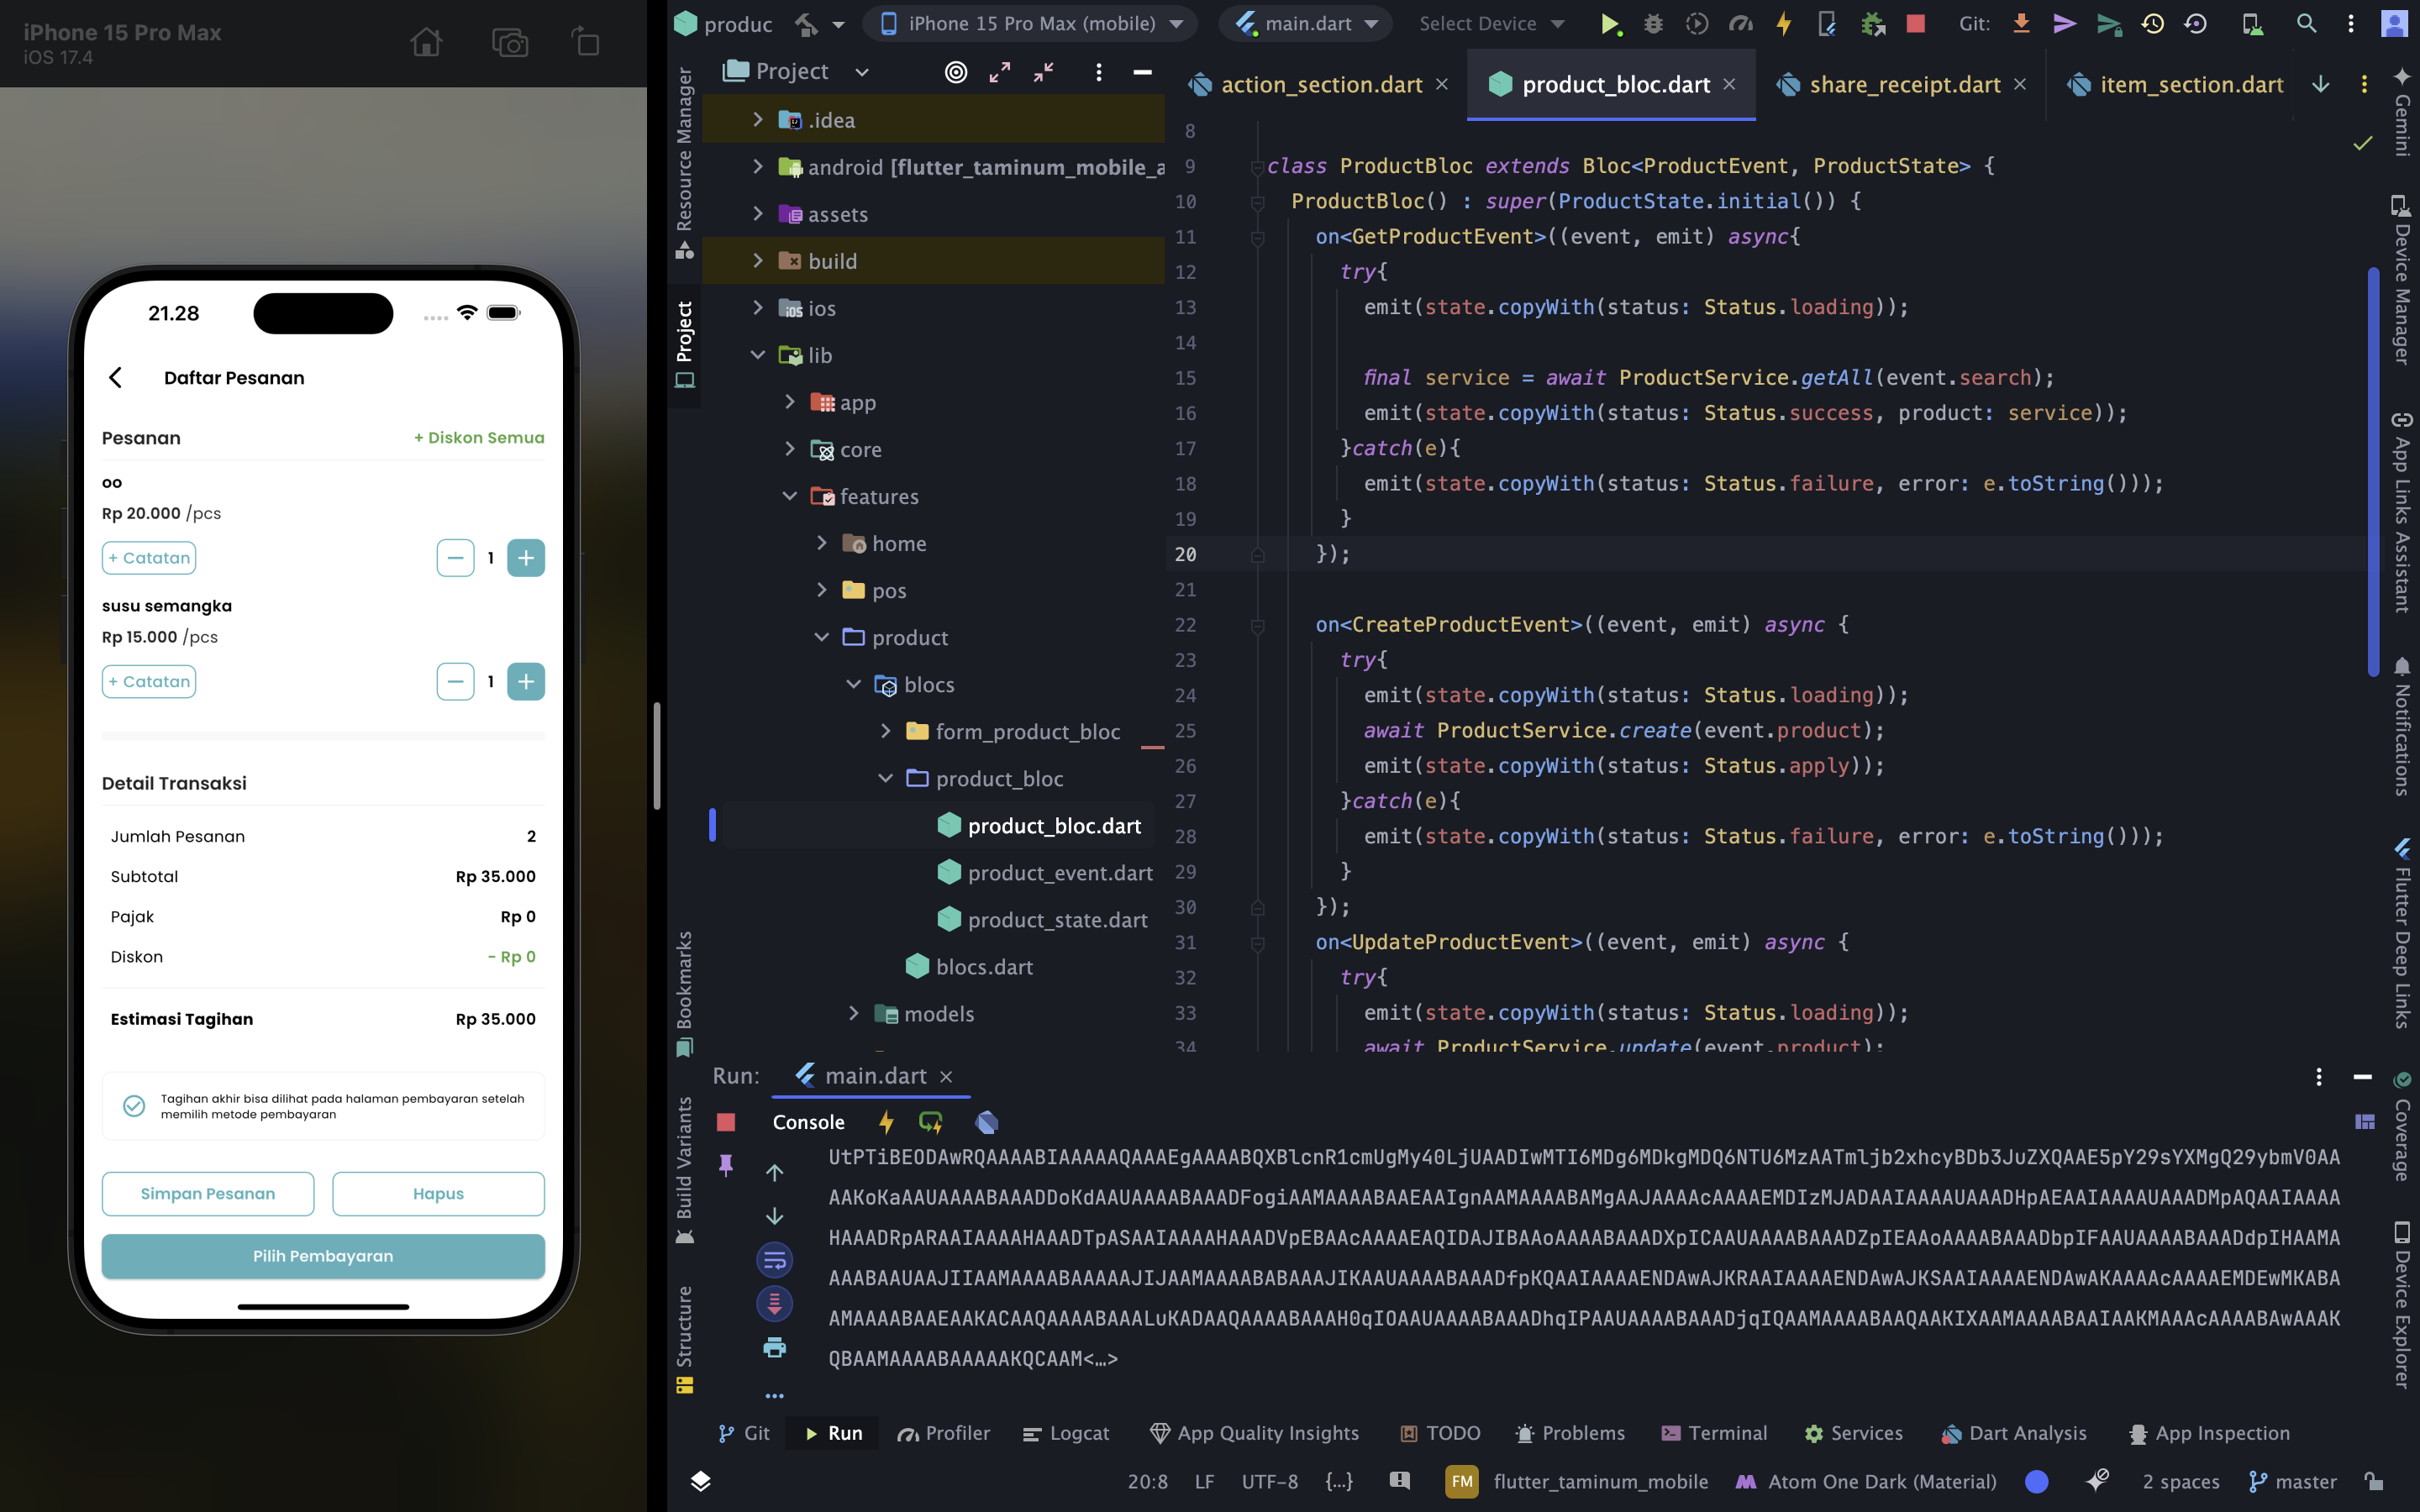 iPhone 15 Pro Max
iOS 17.4
21.28
Daftar Pesanan
Pesanan
+ Diskon Semua
oo
Rp 20.000 /pcs
+ Catatan
1
susu semangka
Rp 15.000 /pcs
+ Catatan
1
Detail Transaksi
Jumlah Pesanan 2
Subtotal Rp 35.000
Pajak Rp 0
Diskon - Rp 0
Estimasi Tagihan Rp 35.000
Tagihan akhir bisa dilihat pada halaman pembayaran setelah
memilih metode pembayaran
Simpan Pesanan
Hapus
Pilih Pembayaran
produc
iPhone 15 Pro Max (mobile)
main.dart
Select Device
Git:
Resource Manager
Project
Bookmarks
Build Variants
Structure
Project
.idea
android [flutter_taminum_mobile_a
assets
build
ios
lib
app
core
features
home
pos
product
blocs
form_product_bloc
product_bloc
product_bloc.dart
product_event.dart
product_state.dart
blocs.dart
models
action_section.dart
product_bloc.dart
share_receipt.dart
item_section.dart
8
9 class ProductBloc extends Bloc<ProductEvent, ProductState> {
10 ProductBloc() : super(ProductState.initial()) {
11 on<GetProductEvent>((event, emit) async{
12 try{
13 emit(state.copyWith(status: Status.loading));
14
15 final service = await ProductService.getAll(event.search);
16 emit(state.copyWith(status: Status.success, product: service));
17 }catch(e){
18 emit(state.copyWith(status: Status.failure, error: e.toString()));
19 }
20 });
21
22 on<CreateProductEvent>((event, emit) async {
23 try{
24 emit(state.copyWith(status: Status.loading));
25 await ProductService.create(event.product);
26 emit(state.copyWith(status: Status.apply));
27 }catch(e){
28 emit(state.copyWith(status: Status.failure, error: e.toString()));
29 }
30 });
31 on<UpdateProductEvent>((event, emit) async {
32 try{
33 emit(state.copyWith(status: Status.loading));
34 await ProductService.update(event.product);
Gemini
Device Manager
App Links Assistant
Notifications
Flutter Deep Links
Coverage
Device Explorer
Run:
main.dart
Console
UtPTiBEODAwRQAAAABIAAAAAQAAAEgAAAABQXBlcnR1cmUgMy40LjUAADIwMTI6MDg6MDkgMDQ6NTU6MzAATmljb2xhcyBDb3JuZXQAAE5pY29sYXMgQ29ybmV0AA
AAKoKaAAUAAAABAAADDoKdAAUAAAABAAADFogiAAMAAAABAAEAAIgnAAMAAAABAMgAAJAAAAcAAAAEMDIzMJADAAIAAAAUAAADHpAEAAIAAAAUAAADMpAQAAIAAAA
HAAADRpARAAIAAAAHAAADTpASAAIAAAAHAAADVpEBAAcAAAAEAQIDAJIBAAoAAAABAAADXpICAAUAAAABAAADZpIEAAoAAAABAAADbpIFAAUAAAABAAADdpIHAAMA
AAABAAUAAJIIAAMAAAABAAAAAJIJAAMAAAABABAAAJIKAAUAAAABAAADfpKQAAIAAAAENDAwAJKRAAIAAAAENDAwAJKSAAIAAAAENDAwAKAAAAcAAAAEMDEwMKABA
AMAAAABAAEAAKACAAQAAAABAAALuKADAAQAAAABAAAH0qIOAAUAAAABAAADhqIPAAUAAAABAAADjqIQAAMAAAABAAQAAKIXAAMAAAABAAIAAKMAAAcAAAABAwAAAK
QBAAMAAAABAAAAAKQCAAM<…>
Git
Run
Profiler
Logcat
App Quality Insights
TODO
Problems
Terminal
Services
Dart Analysis
App Inspection
20:8
LF
UTF-8
{...}
FM
flutter_taminum_mobile
Atom One Dark (Material)
2 spaces
master